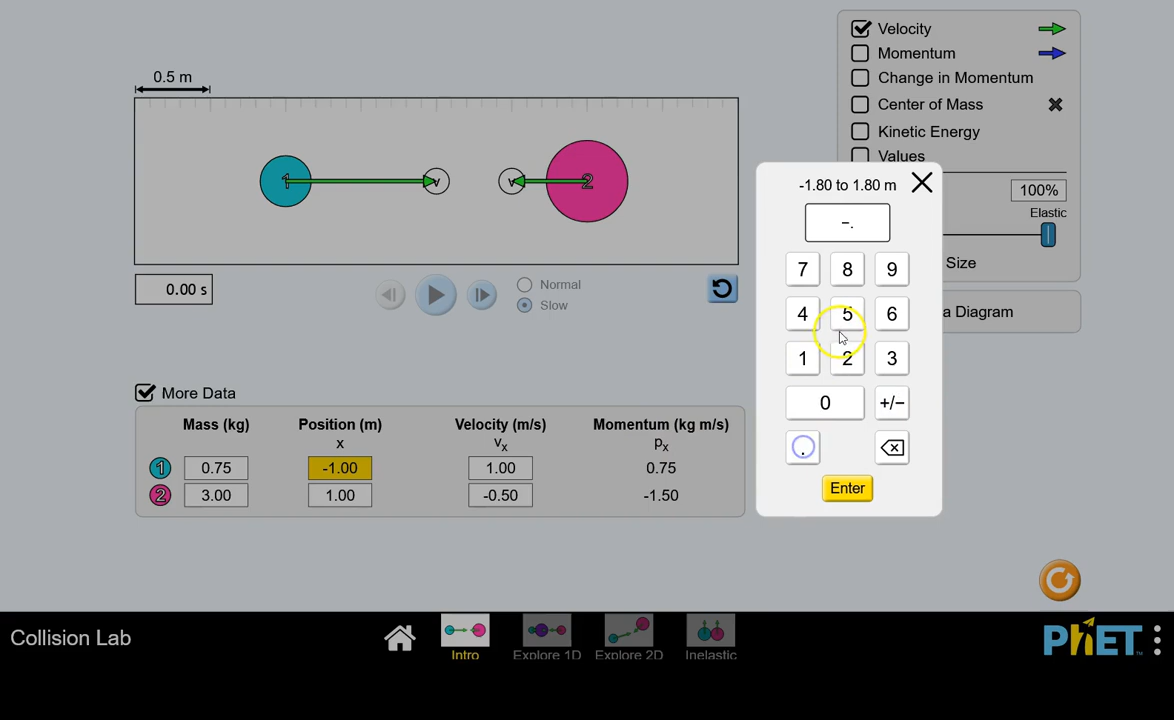 Velocity
Momentum
Change in Momentum
Center of Mass
Kinetic Energy
Values
0.5 m
1
v
v
2
-1.80 to 1.80 m
100%
Elastic
−.
Size
7 8 9
0.00 s
Normal
Slow
4 5 6
a Diagram
1 2 3
More Data
0 +/−
Mass (kg) Position (m) Velocity (m/s) Momentum (kg m/s)
x vx px
.
1 0.75 -1.00 1.00 0.75
2 3.00 1.00 -0.50 -1.50
Enter
Collision Lab
Intro
Explore 1D
Explore 2D
Inelastic
PhET